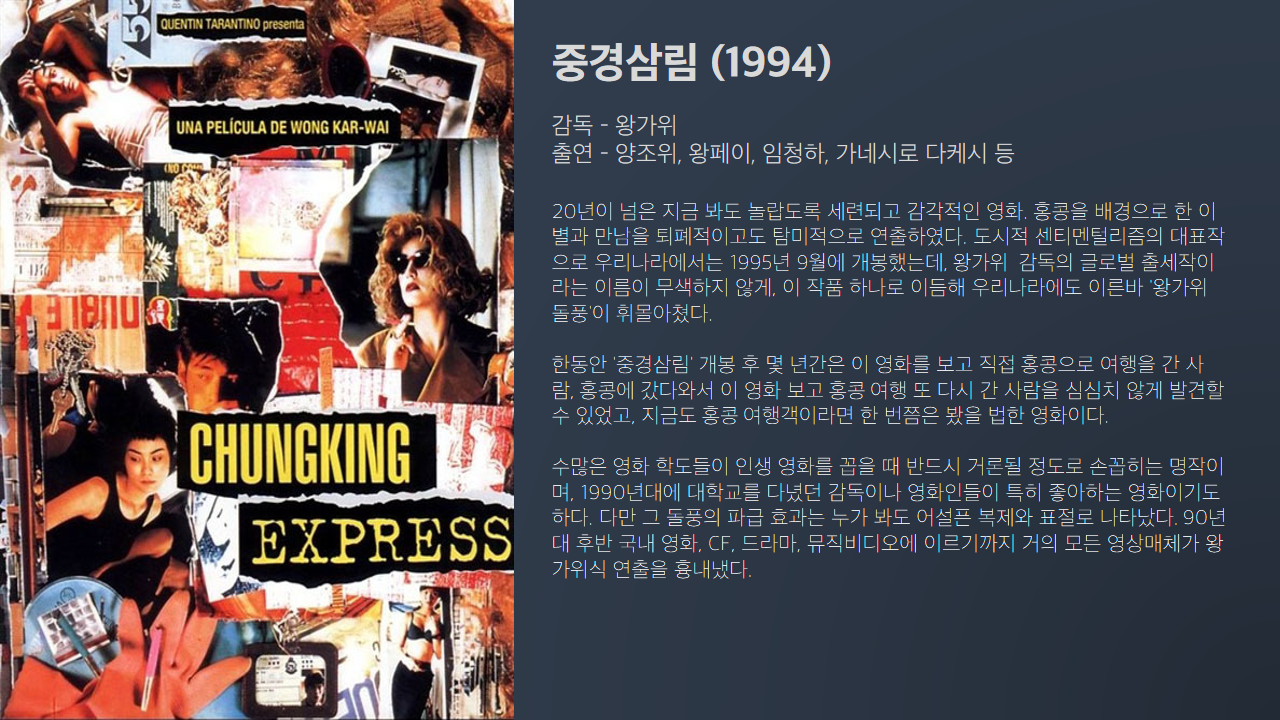 QUENTIN TARANTINO presenta
UNA PELÍCULA DE WONG KAR-WAI
CHUNGKING
EXPRESS
중경삼림 (1994)
감독 - 왕가위
출연 - 양조위, 왕페이, 임청하, 가네시로 다케시 등
20년이 넘은 지금 봐도 놀랍도록 세련되고 감각적인 영화. 홍콩을 배경으로 한 이
별과 만남을 퇴폐적이고도 탐미적으로 연출하였다. 도시적 센티멘털리즘의 대표작
으로 우리나라에서는 1995년 9월에 개봉했는데, 왕가위 감독의 글로벌 출세작이
라는 이름이 무색하지 않게, 이 작품 하나로 이듬해 우리나라에도 이른바 '왕가위
돌풍'이 휘몰아쳤다.
한동안 '중경삼림' 개봉 후 몇 년간은 이 영화를 보고 직접 홍콩으로 여행을 간 사
람, 홍콩에 갔다와서 이 영화 보고 홍콩 여행 또 다시 간 사람을 심심치 않게 발견할
수 있었고, 지금도 홍콩 여행객이라면 한 번쯤은 봤을 법한 영화이다.
수많은 영화 학도들이 인생 영화를 꼽을 때 반드시 거론될 정도로 손꼽히는 명작이
며, 1990년대에 대학교를 다녔던 감독이나 영화인들이 특히 좋아하는 영화이기도
하다. 다만 그 돌풍의 파급 효과는 누가 봐도 어설픈 복제와 표절로 나타났다. 90년
대 후반 국내 영화, CF, 드라마, 뮤직비디오에 이르기까지 거의 모든 영상매체가 왕
가위식 연출을 흉내냈다.